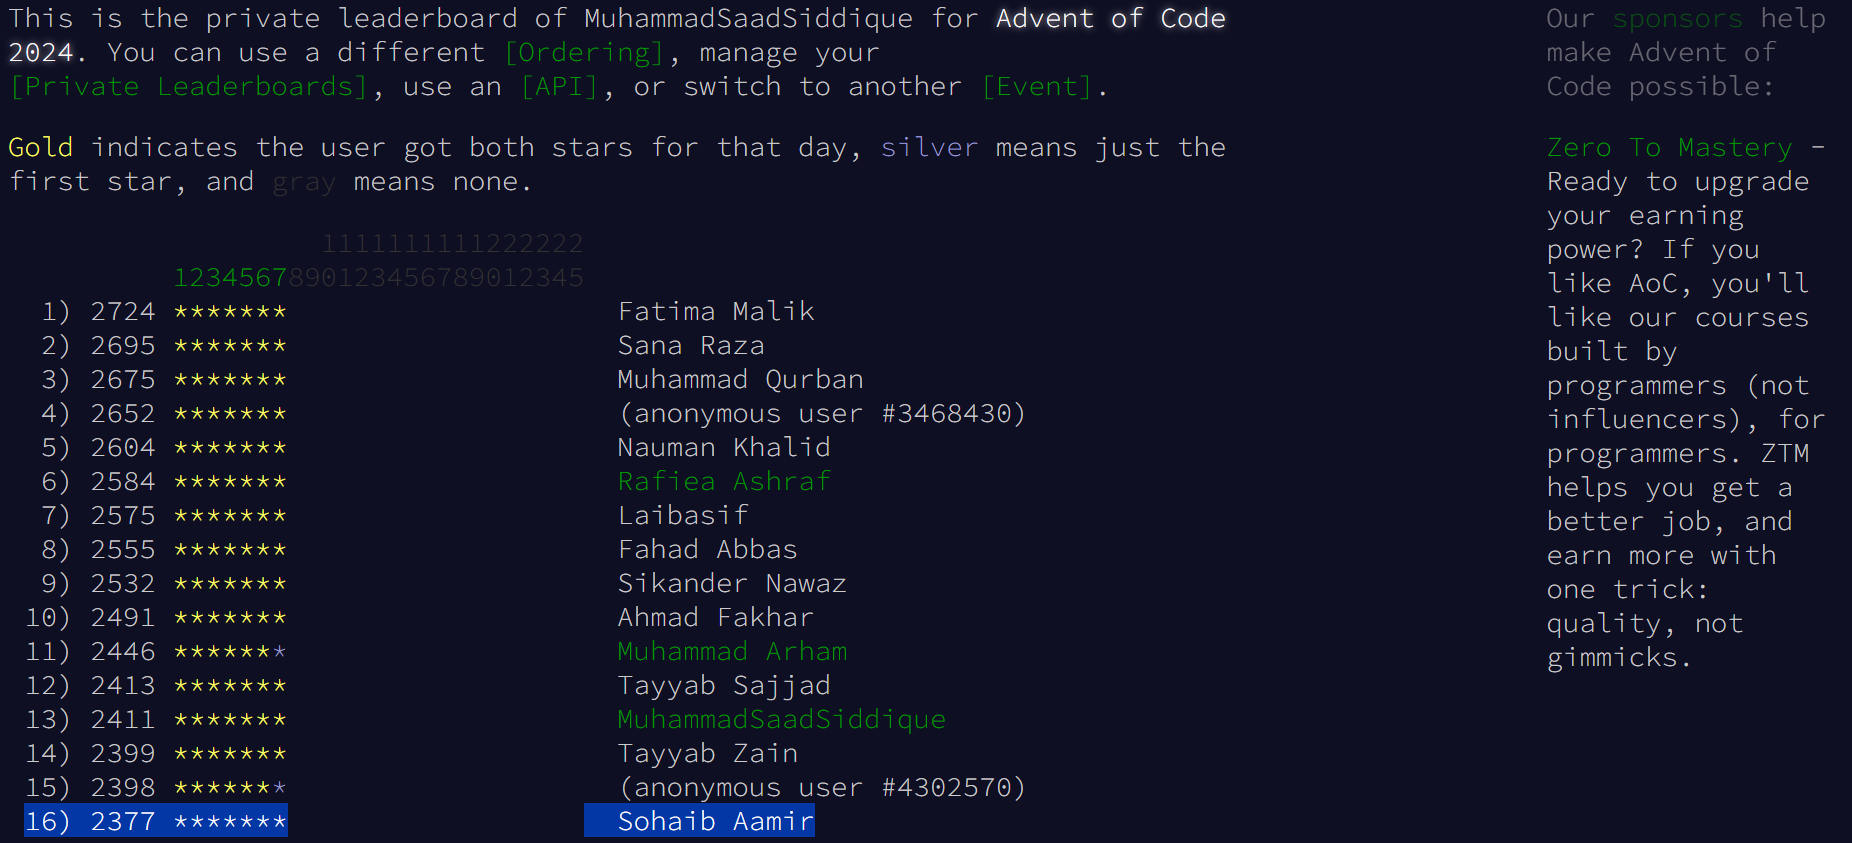 This is the private leaderboard of MuhammadSaadSiddique for Advent of Code
2024. You can use a different [Ordering], manage your
[Private Leaderboards], use an [API], or switch to another [Event].
Gold indicates the user got both stars for that day, silver means just the
first star, and gray means none.
1111111111222222
1234567890123456789012345
1) 2724 ******* Fatima Malik
2) 2695 ******* Sana Raza
3) 2675 ******* Muhammad Qurban
4) 2652 ******* (anonymous user #3468430)
5) 2604 ******* Nauman Khalid
6) 2584 ******* Rafiea Ashraf
7) 2575 ******* Laibasif
8) 2555 ******* Fahad Abbas
9) 2532 ******* Sikander Nawaz
10) 2491 ******* Ahmad Fakhar
11) 2446 ******* Muhammad Arham
12) 2413 ******* Tayyab Sajjad
13) 2411 ******* MuhammadSaadSiddique
14) 2399 ******* Tayyab Zain
15) 2398 ******* (anonymous user #4302570)
16) 2377 ******* Sohaib Aamir
Our sponsors help
make Advent of
Code possible:
Zero To Mastery -
Ready to upgrade
your earning
power? If you
like AoC, you'll
like our courses
built by
programmers (not
influencers), for
programmers. ZTM
helps you get a
better job, and
earn more with
one trick:
quality, not
gimmicks.